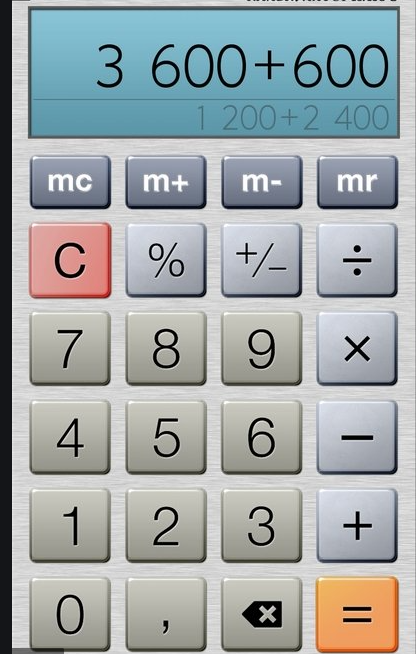 3 600+600
1 200+2 400
mc m+ m- mr
C % +/− ÷
7 8 9 ×
4 5 6 −
1 2 3 +
0 , =